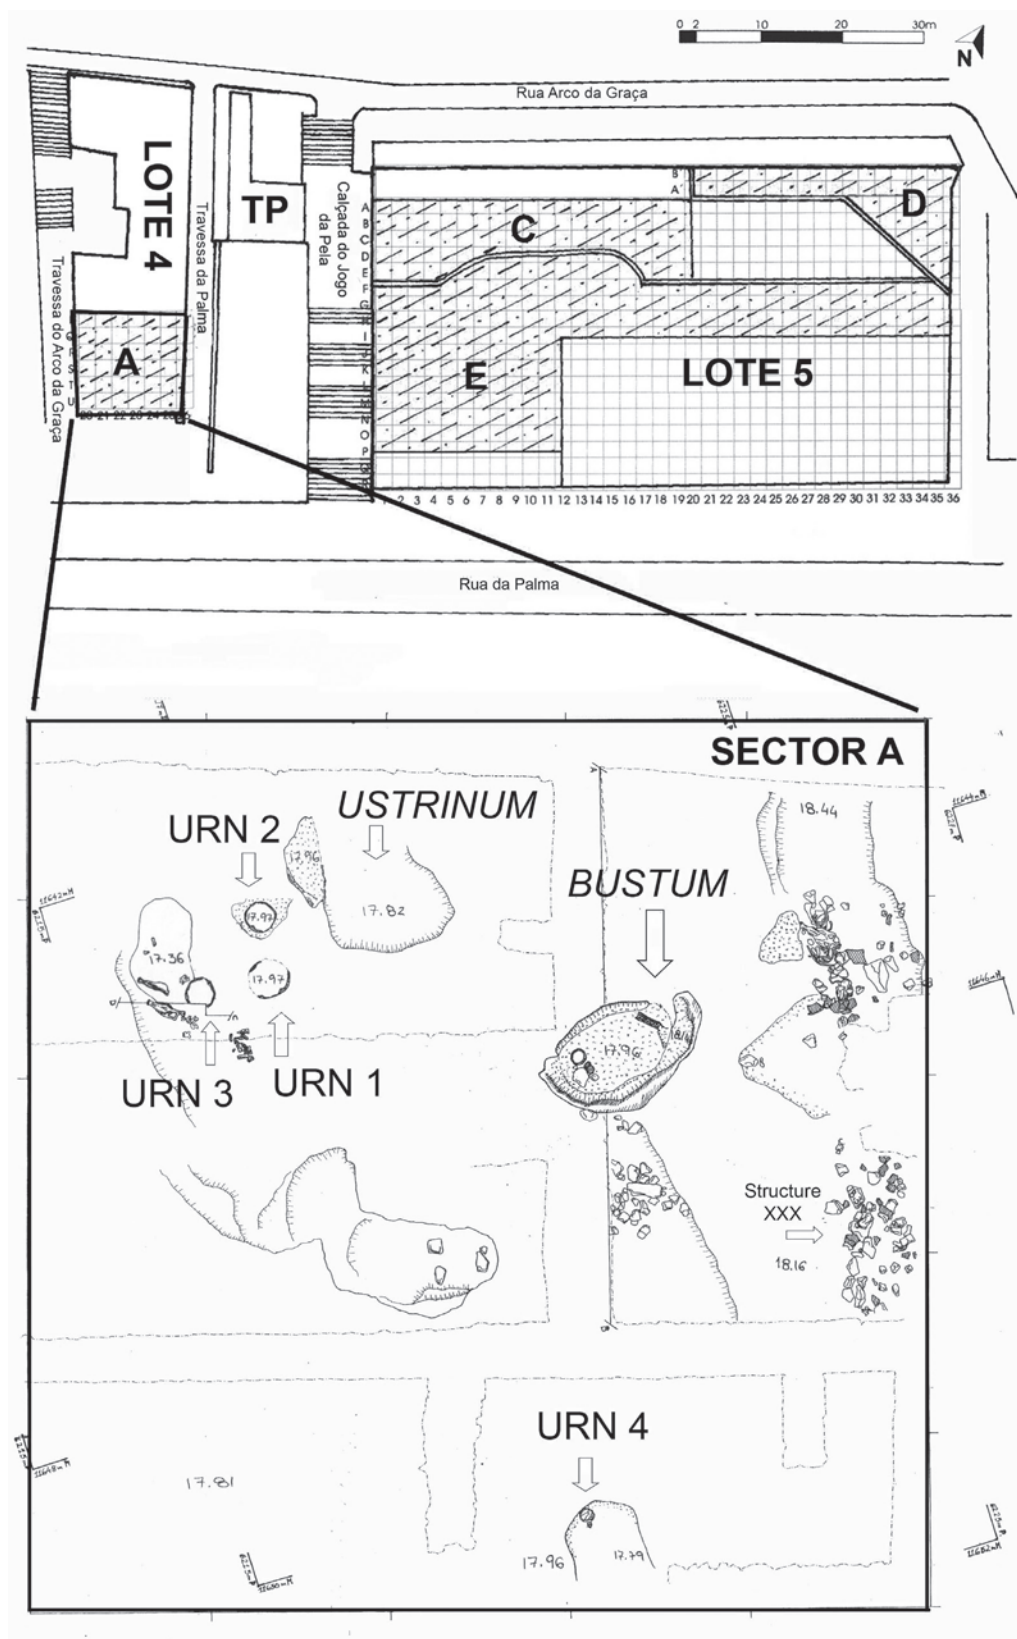 0 2 10 20 30m
N
Rua Arco da Graça
LOTE 4
TP
Travessa da Palma
Calçada do Jogo
da Pela
Travessa do Arco da Graça
A
C
D
E
LOTE 5
B
A'
A
B
C
D
E
F
G
I
J
K
L
M
N
O
P
Q
S
T
U
20 21 22 23 24
2 3 4 5 6 7 8 9 10 11 12 13 14 15 16 17 18 19 20 21 22 23 24 25 26 27 28 29 30 31 32 33 34 35 36
Rua da Palma
SECTOR A
USTRINUM
URN 2
17.96
17.82
17.97
17.97
17.36
URN 3
URN 1
BUSTUM
17.96
18.44
Structure
XXX
18.16
URN 4
17.81
17.96
17.79